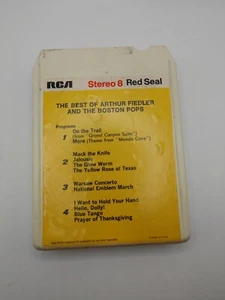 RCA Stereo 8 Red Seal
THE BEST OF ARTHUR FIEDLER
AND THE BOSTON POPS
Programs
1
On the Trail
(from "Grand Canyon Suite")
More (Theme from "Mondo Cane")
2
Mack the Knife
Jalousie
The Glow Worm
The Yellow Rose of Texas
3
Warsaw Concerto
National Emblem March
4
I Want to Hold Your Hand
Hello, Dolly!
Blue Tango
Prayer of Thanksgiving